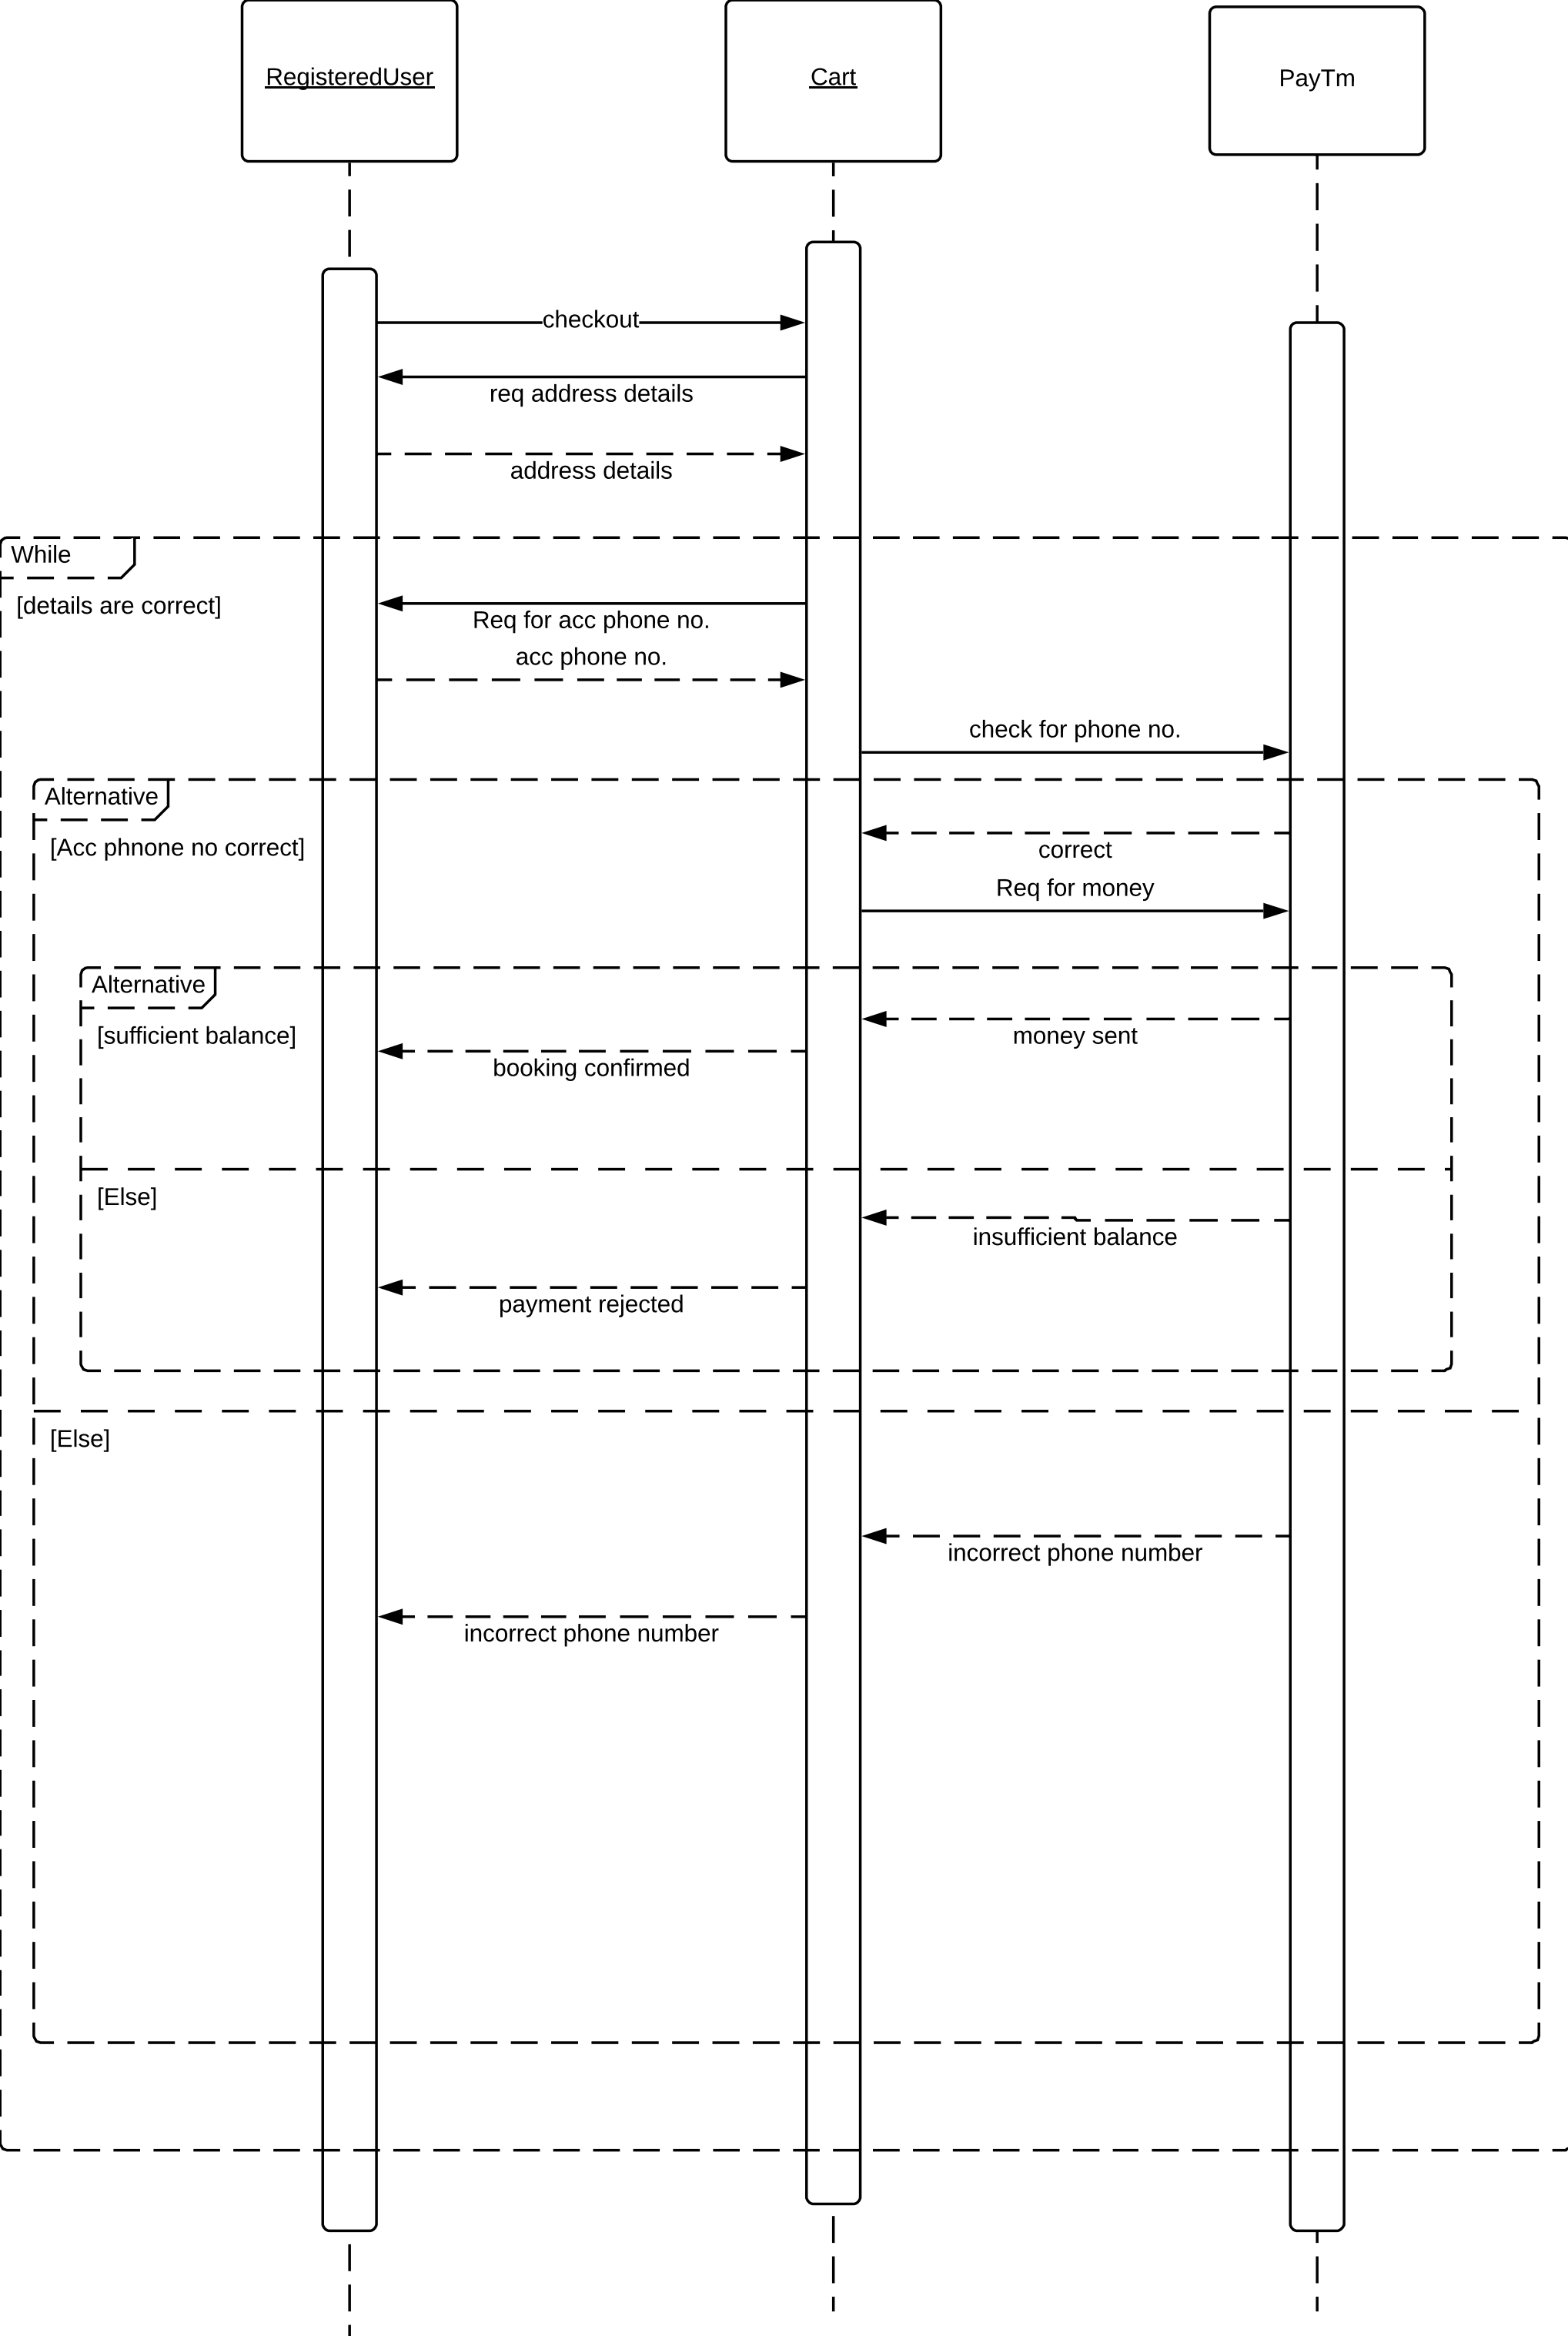 RegisteredUser
Cart
PayTm
checkout
req address details
address details
While
[details are correct]
Req for acc phone no.
acc phone no.
check for phone no.
Alternative
[Acc phnone no correct]
correct
Req for money
Alternative
[sufficient balance]
money sent
booking confirmed
[Else]
insufficient balance
payment rejected
[Else]
incorrect phone number
incorrect phone number